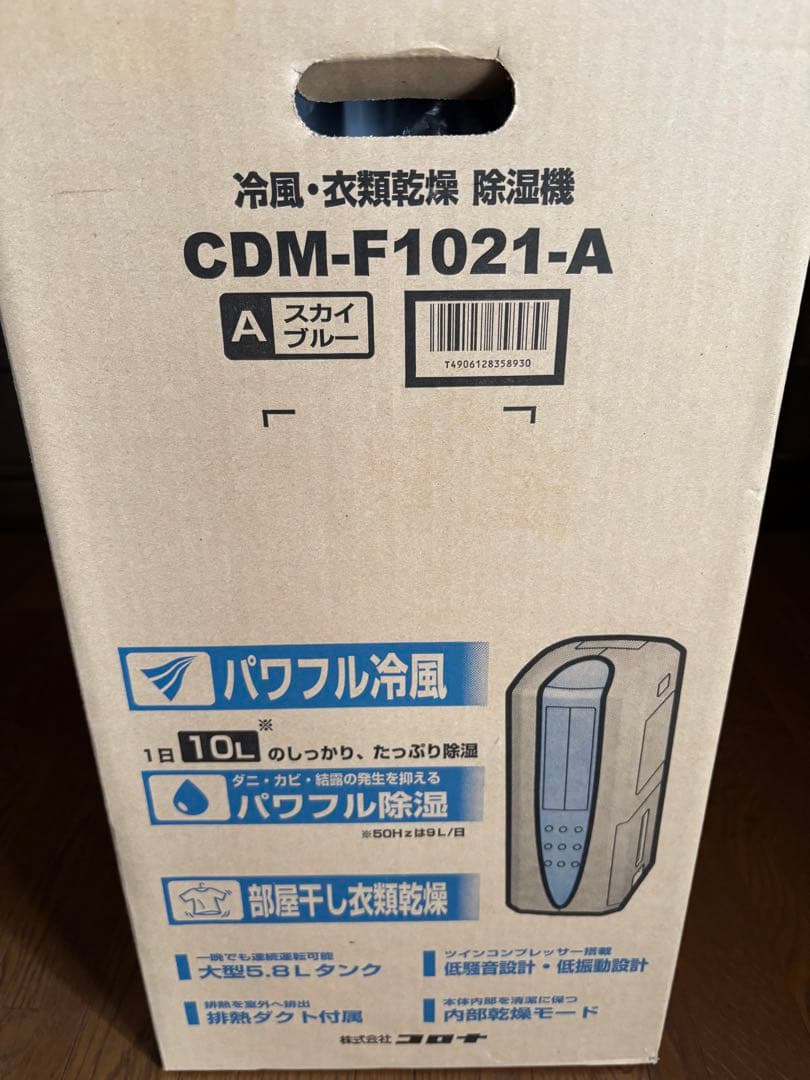 冷風・衣類乾燥 除湿機
CDM-F1021-A
A スカイ
ブルー
T4906128358930
パワフル冷風
1日 10L※のしっかり、たっぷり除湿
ダニ・カビ・結露の発生を抑える
パワフル除湿
※50Hzは9L/日
部屋干し衣類乾燥
一晩でも連続運転可能
大型5.8Lタンク
ツインコンプレッサー搭載
低騒音設計・低振動設計
排熱を室外へ排出
排熱ダクト付属
本体内部を清潔に保つ
内部乾燥モード
株式会社 コロナ